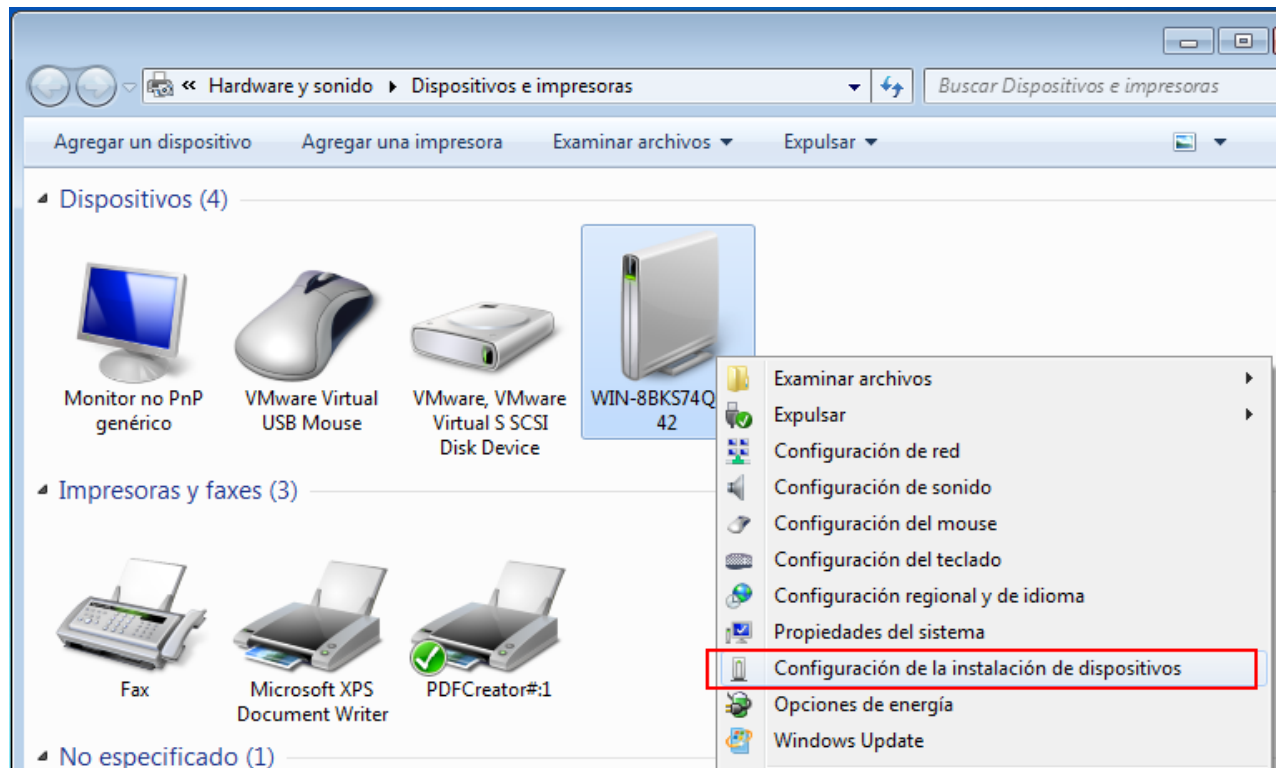 « Hardware y sonido Dispositivos e impresoras
Buscar Dispositivos e impresoras
Agregar un dispositivo Agregar una impresora Examinar archivos Expulsar
Dispositivos (4)
Monitor no PnP
genérico
VMware Virtual
USB Mouse
VMware, VMware
Virtual S SCSI
Disk Device
WIN-8BKS74Q
42
Impresoras y faxes (3)
Fax
Microsoft XPS
Document Writer
PDFCreator#:1
No especificado (1)
Examinar archivos
Expulsar
Configuración de red
Configuración de sonido
Configuración del mouse
Configuración del teclado
Configuración regional y de idioma
Propiedades del sistema
Configuración de la instalación de dispositivos
Opciones de energía
Windows Update